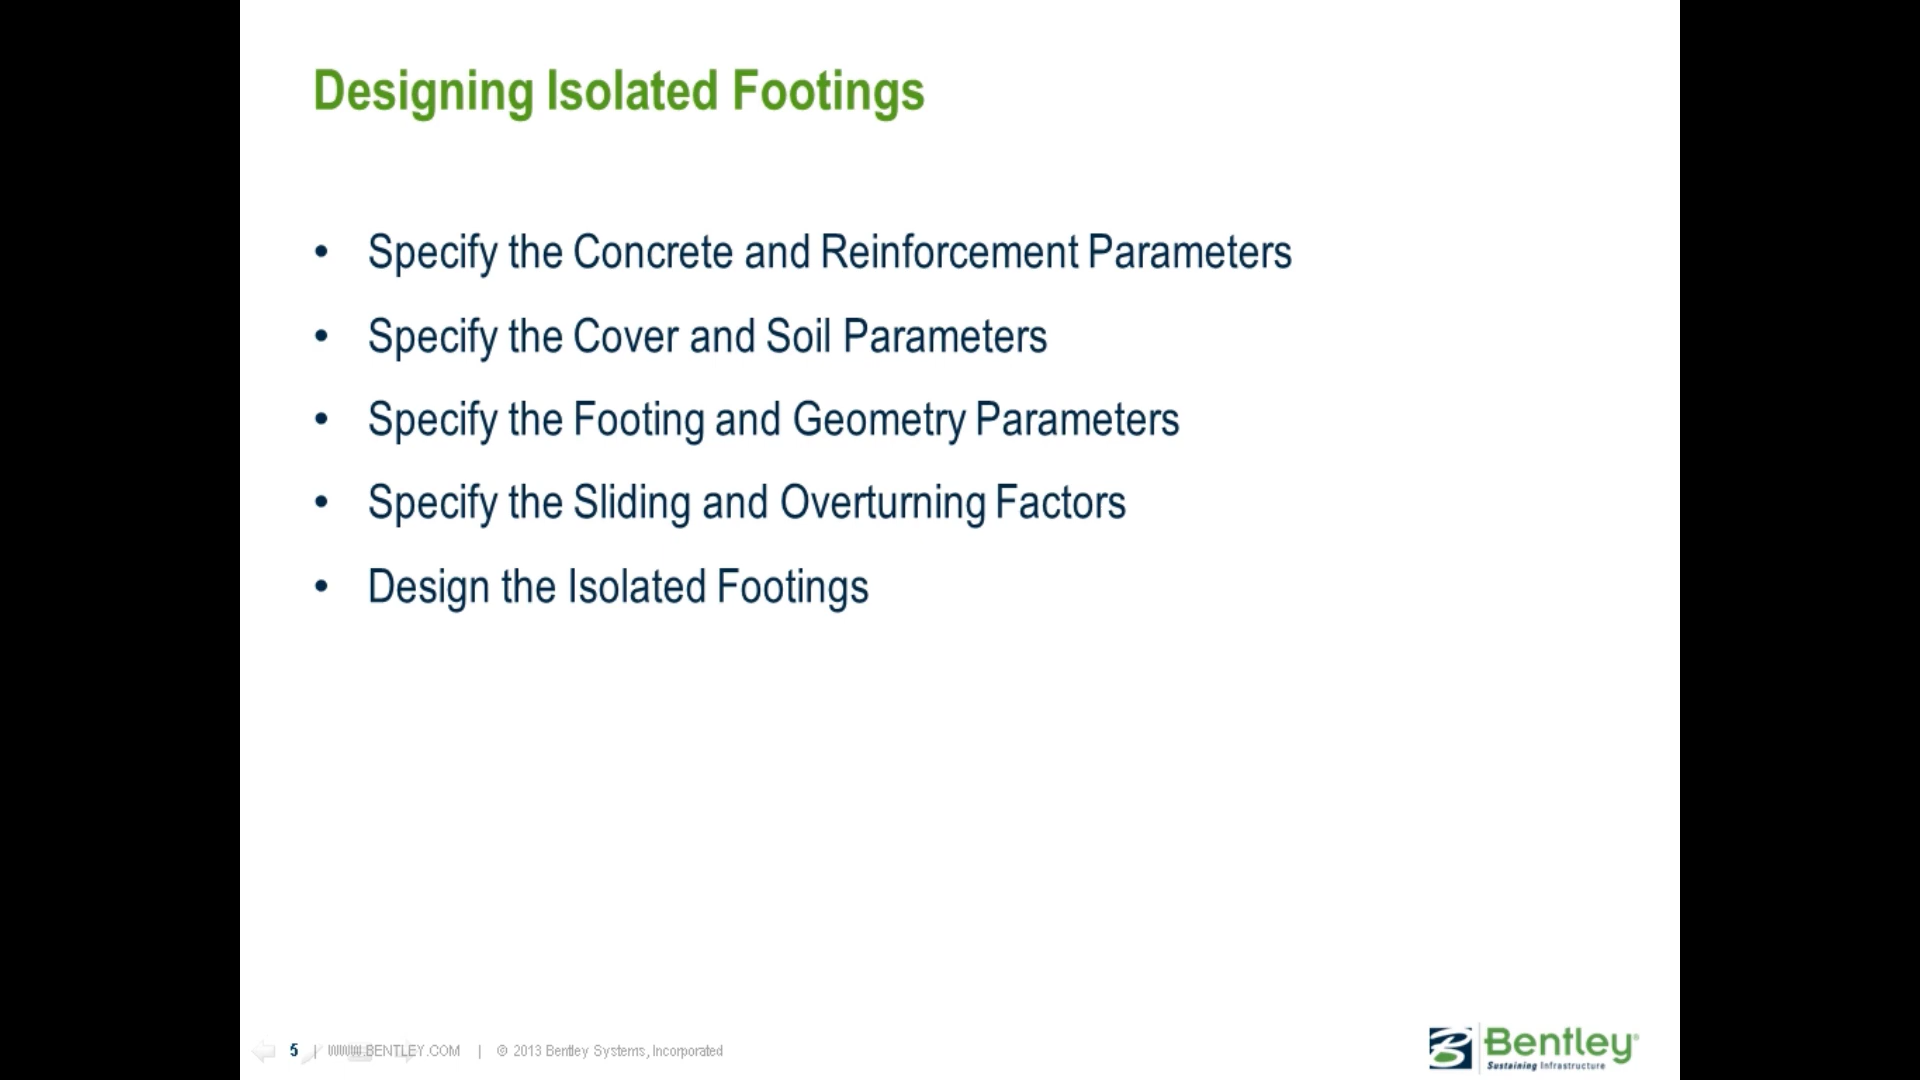 Designing Isolated Footings
• Specify the Concrete and Reinforcement Parameters
• Specify the Cover and Soil Parameters
• Specify the Footing and Geometry Parameters
• Specify the Sliding and Overturning Factors
• Design the Isolated Footings
5 | WWW.BENTLEY.COM | © 2013 Bentley Systems, Incorporated
Bentley®
Sustaining Infrastructure